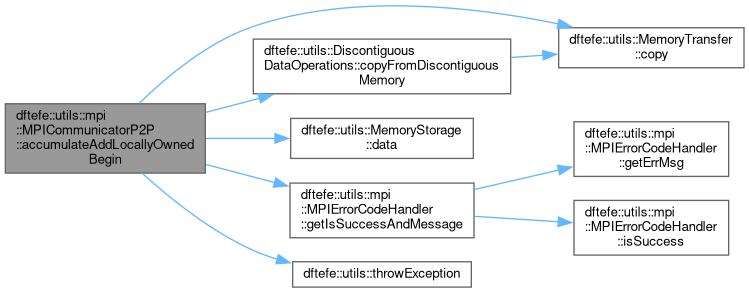 dftefe::utils::mpi
::MPICommunicatorP2P
::accumulateAddLocallyOwned
Begin
dftefe::utils::Discontiguous
DataOperations::copyFromDiscontiguous
Memory
dftefe::utils::MemoryTransfer
::copy
dftefe::utils::MemoryStorage
::data
dftefe::utils::mpi
::MPIErrorCodeHandler
::getIsSuccessAndMessage
dftefe::utils::mpi
::MPIErrorCodeHandler
::getErrMsg
dftefe::utils::mpi
::MPIErrorCodeHandler
::isSuccess
dftefe::utils::throwException